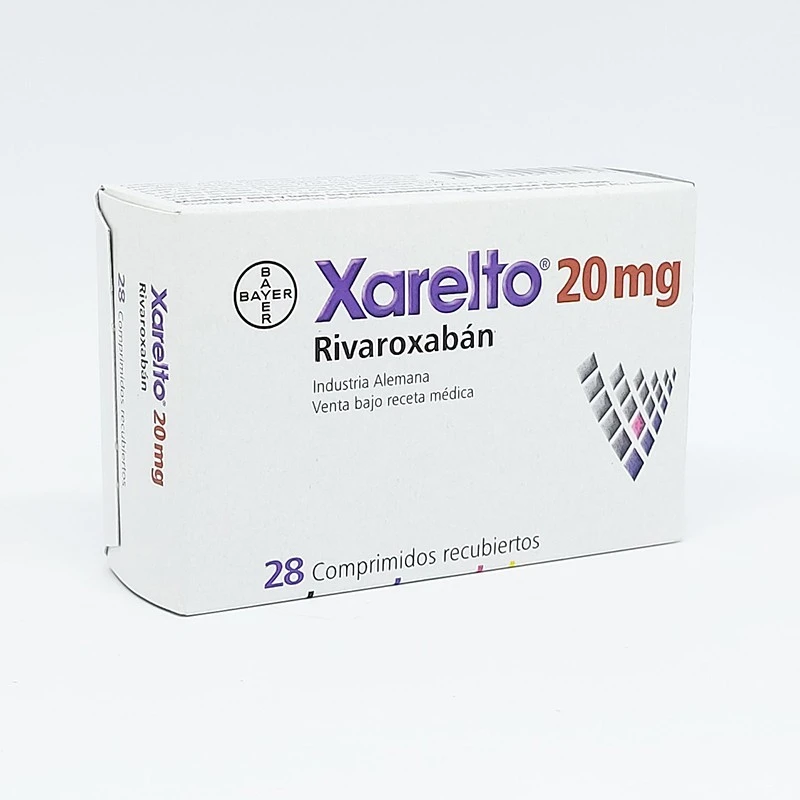 BAYER
BAYER
Xarelto® 20 mg
Rivaroxabán
Industria Alemana
Venta bajo receta médica
28 Comprimidos recubiertos
Xarelto® 20 mg
Rivaroxabán
28 Comprimidos recubiertos